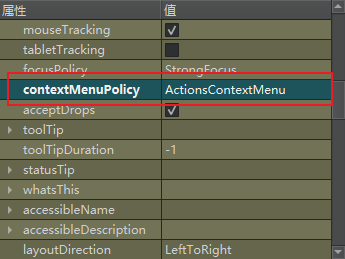 属性 值
mouseTracking
tabletTracking
focusPolicy StrongFocus
contextMenuPolicy ActionsContextMenu
acceptDrops
toolTip
toolTipDuration -1
statusTip
whatsThis
accessibleName
accessibleDescription
layoutDirection LeftToRight